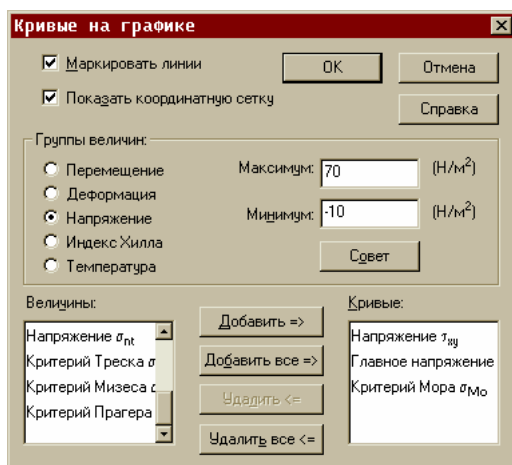 Кривые на графике
Маркировать линии
OK
Отмена
Показать координатную сетку
Справка
Группы величин:
Перемещение
Максимум: 70 (Н/м²)
Деформация
Напряжение
Минимум: -10 (Н/м²)
Индекс Хилла
Совет
Температура
Величины:
Напряжение σnt
Критерий Треска σ
Критерий Мизеса
Критерий Прагера
Добавить =>
Добавить все =>
Удалить <=
Удалить все <=
Кривые:
Напряжение τxy
Главное напряжение
Критерий Мора σMo